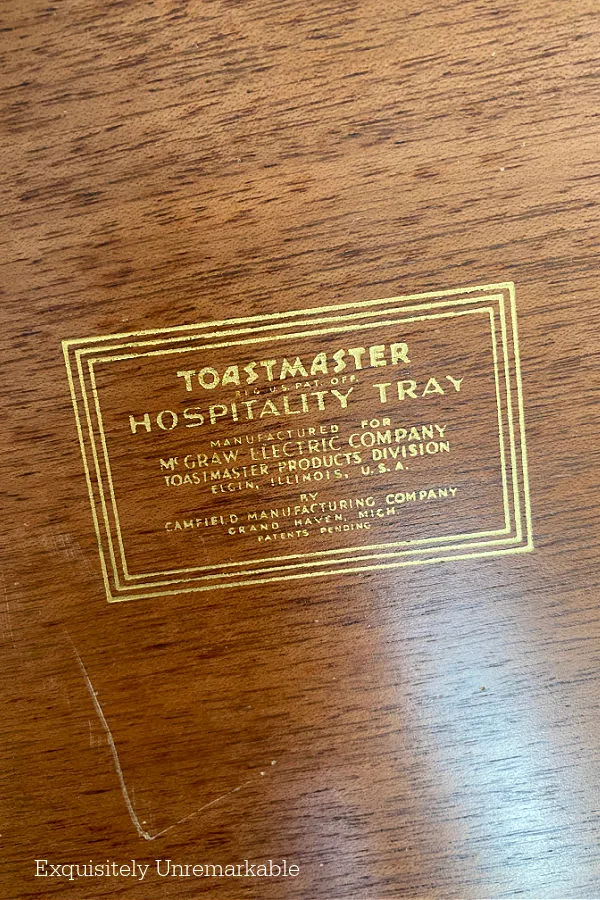 TOASTMASTER
REG. U.S. PAT. OFF.
HOSPITALITY TRAY
MANUFACTURED FOR
McGRAW ELECTRIC COMPANY
TOASTMASTER PRODUCTS DIVISION
ELGIN, ILLINOIS, U.S.A.
BY
CAMFIELD MANUFACTURING COMPANY
GRAND HAVEN, MICH.
PATENTS PENDING
Exquisitely Unremarkable